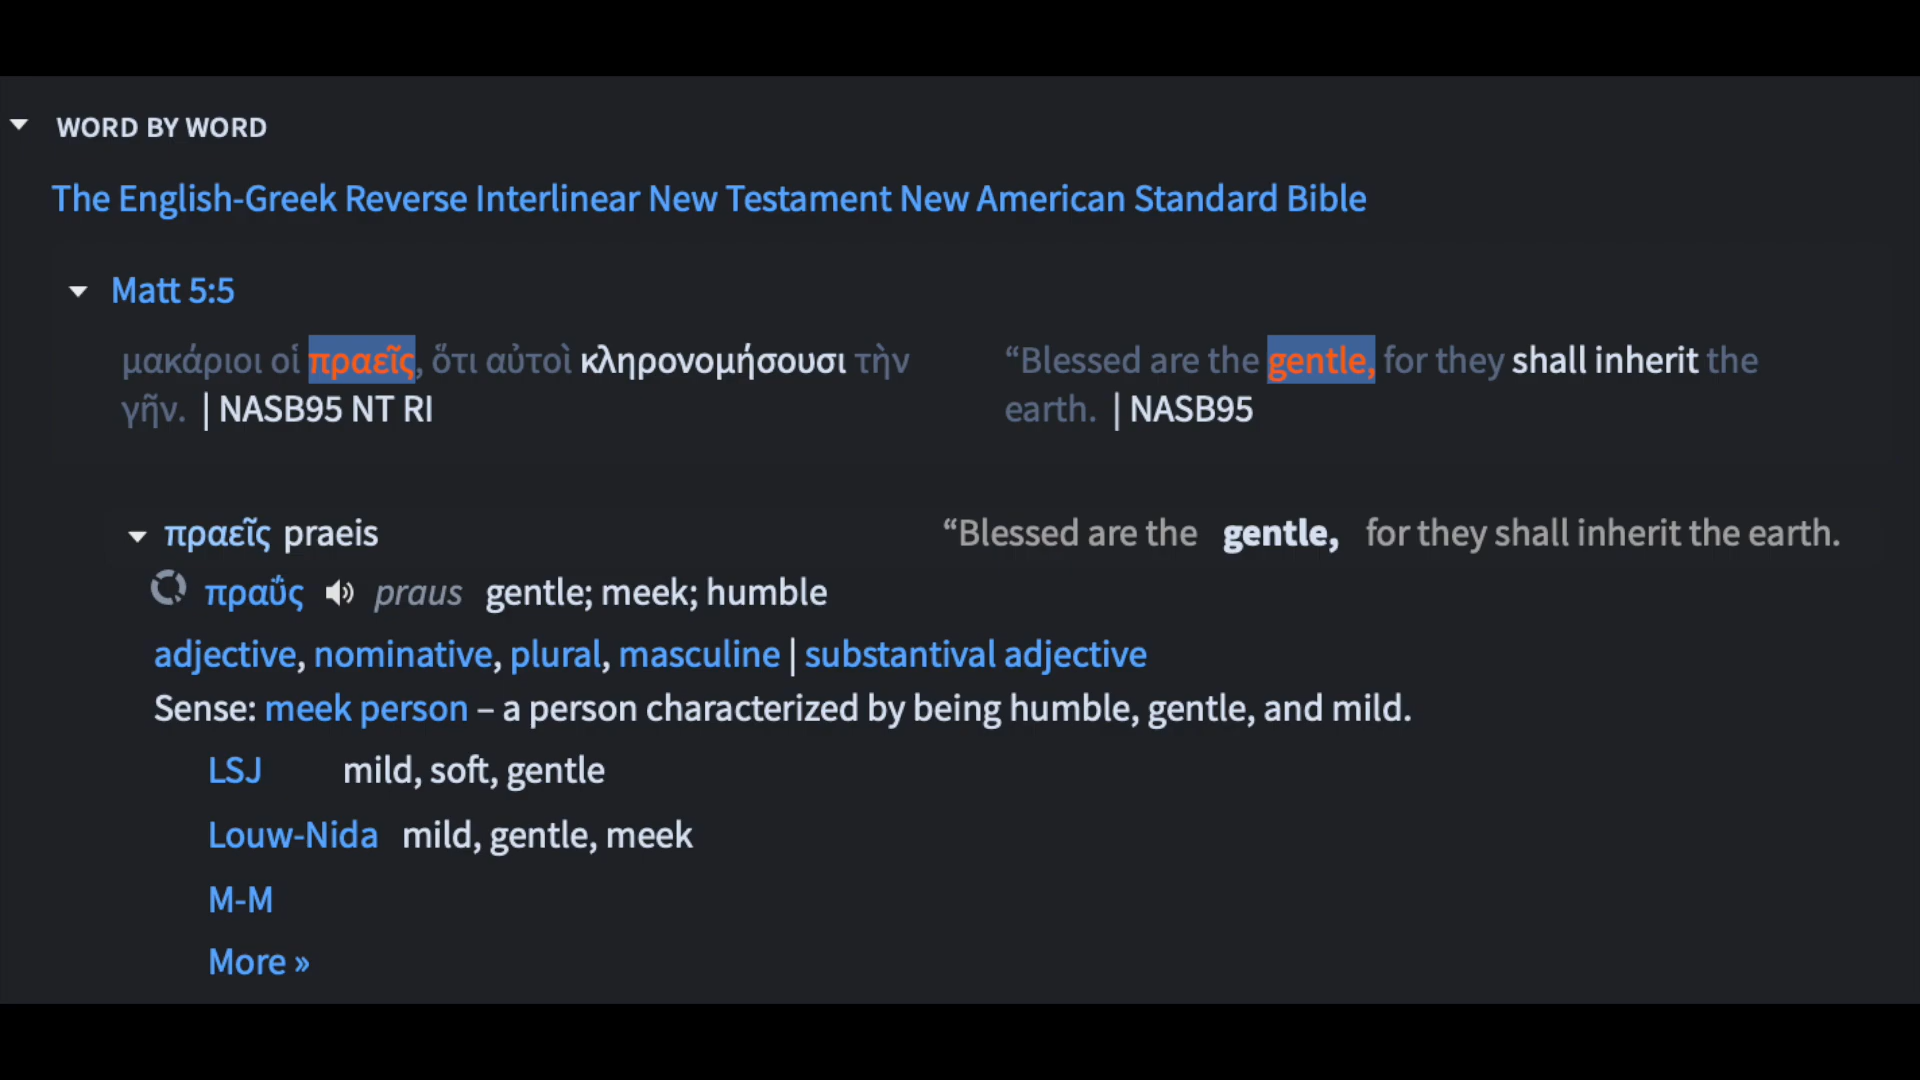 WORD BY WORD
The English-Greek Reverse Interlinear New Testament New American Standard Bible
Matt 5:5
μακάριοι οἱ πραεῖς, ὅτι αὐτοὶ κληρονομήσουσι τὴν
γῆν. | NASB95 NT RI
“Blessed are the gentle, for they shall inherit the
earth. | NASB95
πραεῖς praeis
“Blessed are the gentle, for they shall inherit the earth.
πραΰς praus gentle; meek; humble
adjective, nominative, plural, masculine | substantival adjective
Sense: meek person – a person characterized by being humble, gentle, and mild.
LSJ mild, soft, gentle
Louw-Nida mild, gentle, meek
M-M
More »